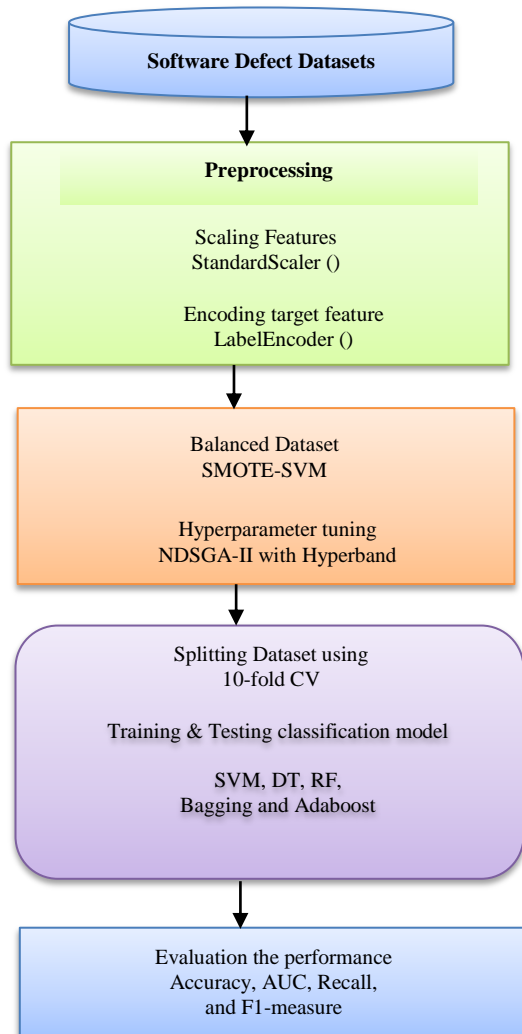 Software Defect Datasets
Preprocessing
Scaling Features
StandardScaler ()
Encoding target feature
LabelEncoder ()
Balanced Dataset
SMOTE-SVM
Hyperparameter tuning
NDSGA-II with Hyperband
Splitting Dataset using
10-fold CV
Training & Testing classification model
SVM, DT, RF,
Bagging and Adaboost
Evaluation the performance
Accuracy, AUC, Recall,
and F1-measure